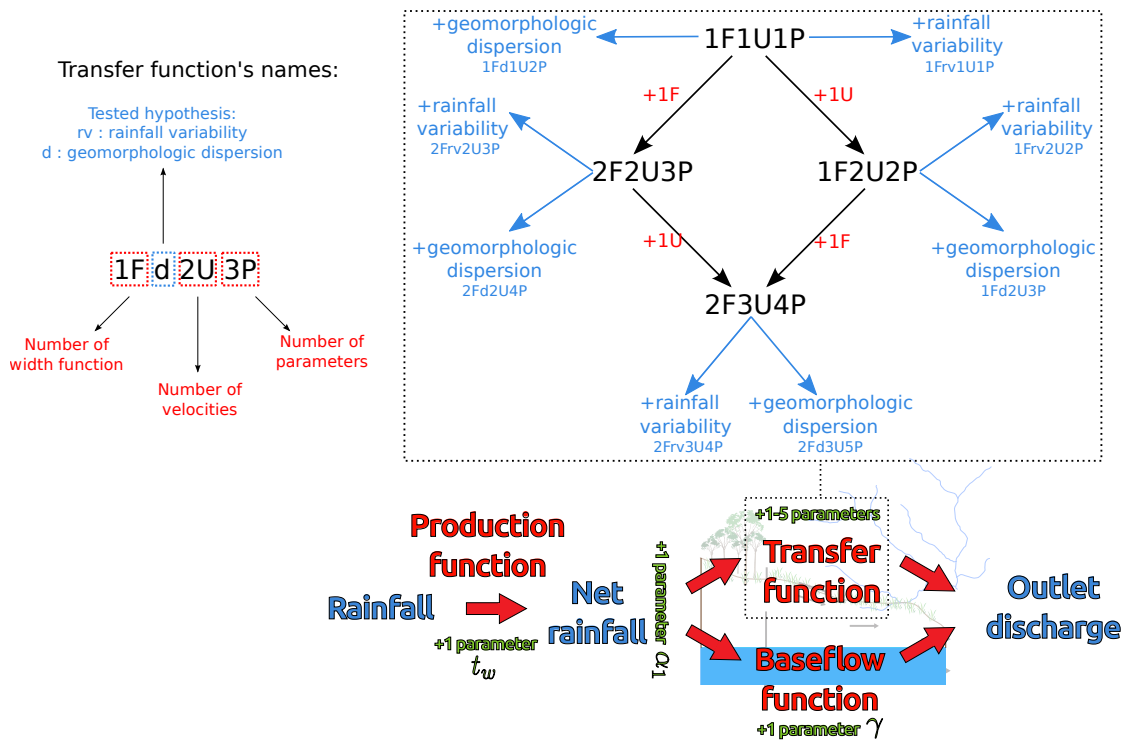 Transfer function's names:
Tested hypothesis:
rv : rainfall variability
d : geomorphologic dispersion
1F d 2U 3P
Number of
width function
Number of
velocities
Number of
parameters
+geomorphologic
dispersion
1Fd1U2P
1F1U1P
+rainfall
variability
1Frv1U1P
+1F
+1U
+rainfall
variability
2Frv2U3P
2F2U3P
1F2U2P
+rainfall
variability
1Frv2U2P
+geomorphologic
dispersion
2Fd2U4P
+1U
+1F
+geomorphologic
dispersion
1Fd2U3P
2F3U4P
+rainfall
variability
2Frv3U4P
+geomorphologic
dispersion
2Fd3U5P
Production
function
Rainfall
+1 parameter
t_w
Net
rainfall
+1 parameter α₁
+1-5 parameters
Transfer
function
Baseflow
function
+1 parameter γ
Outlet
discharge